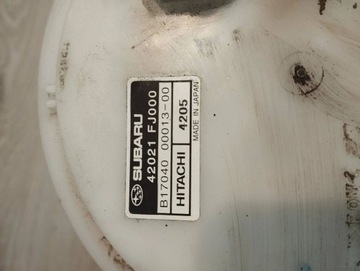 SUBARU
42021 FJ000
B17040 00013-00
HITACHI 4205
MADE IN JAPAN